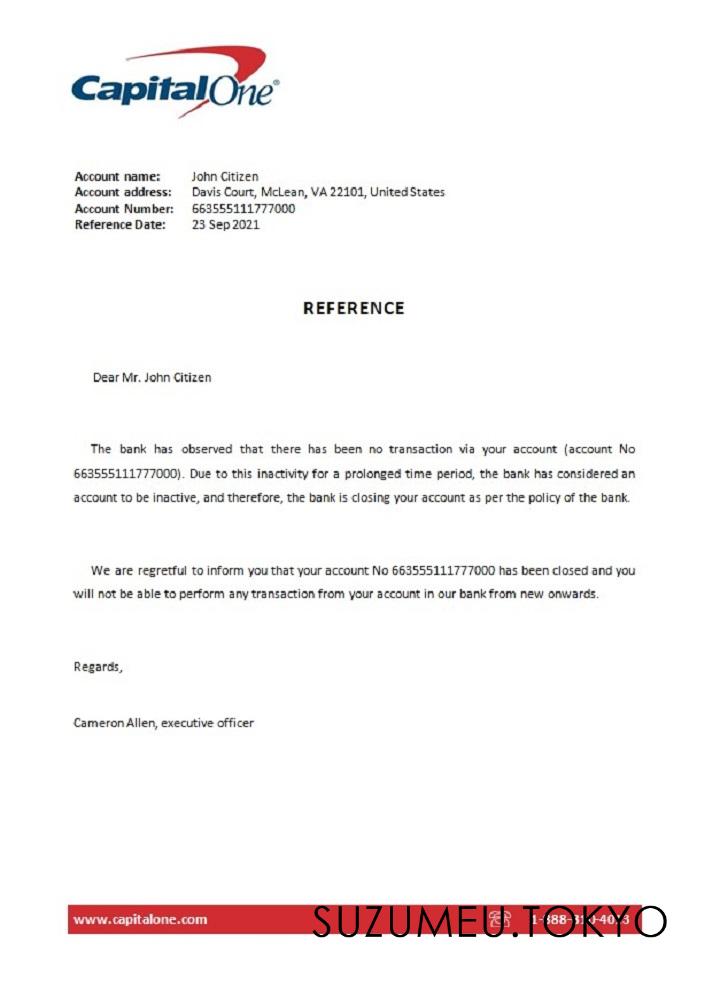 CapitalOne®
Account name: John Citizen
Account address: Davis Court, McLean, VA 22101, United States
Account Number: 663555111777000
Reference Date: 23 Sep 2021
REFERENCE
Dear Mr. John Citizen
The bank has observed that there has been no transaction via your account (account No
663555111777000). Due to this inactivity for a prolonged time period, the bank has considered an
account to be inactive, and therefore, the bank is closing your account as per the policy of the bank.
We are regretful to inform you that your account No 663555111777000 has been closed and you
will not be able to perform any transaction from your account in our bank from new onwards.
Regards,
Cameron Allen, executive officer
www.capitalone.com
SUZUMEU.TOKYO